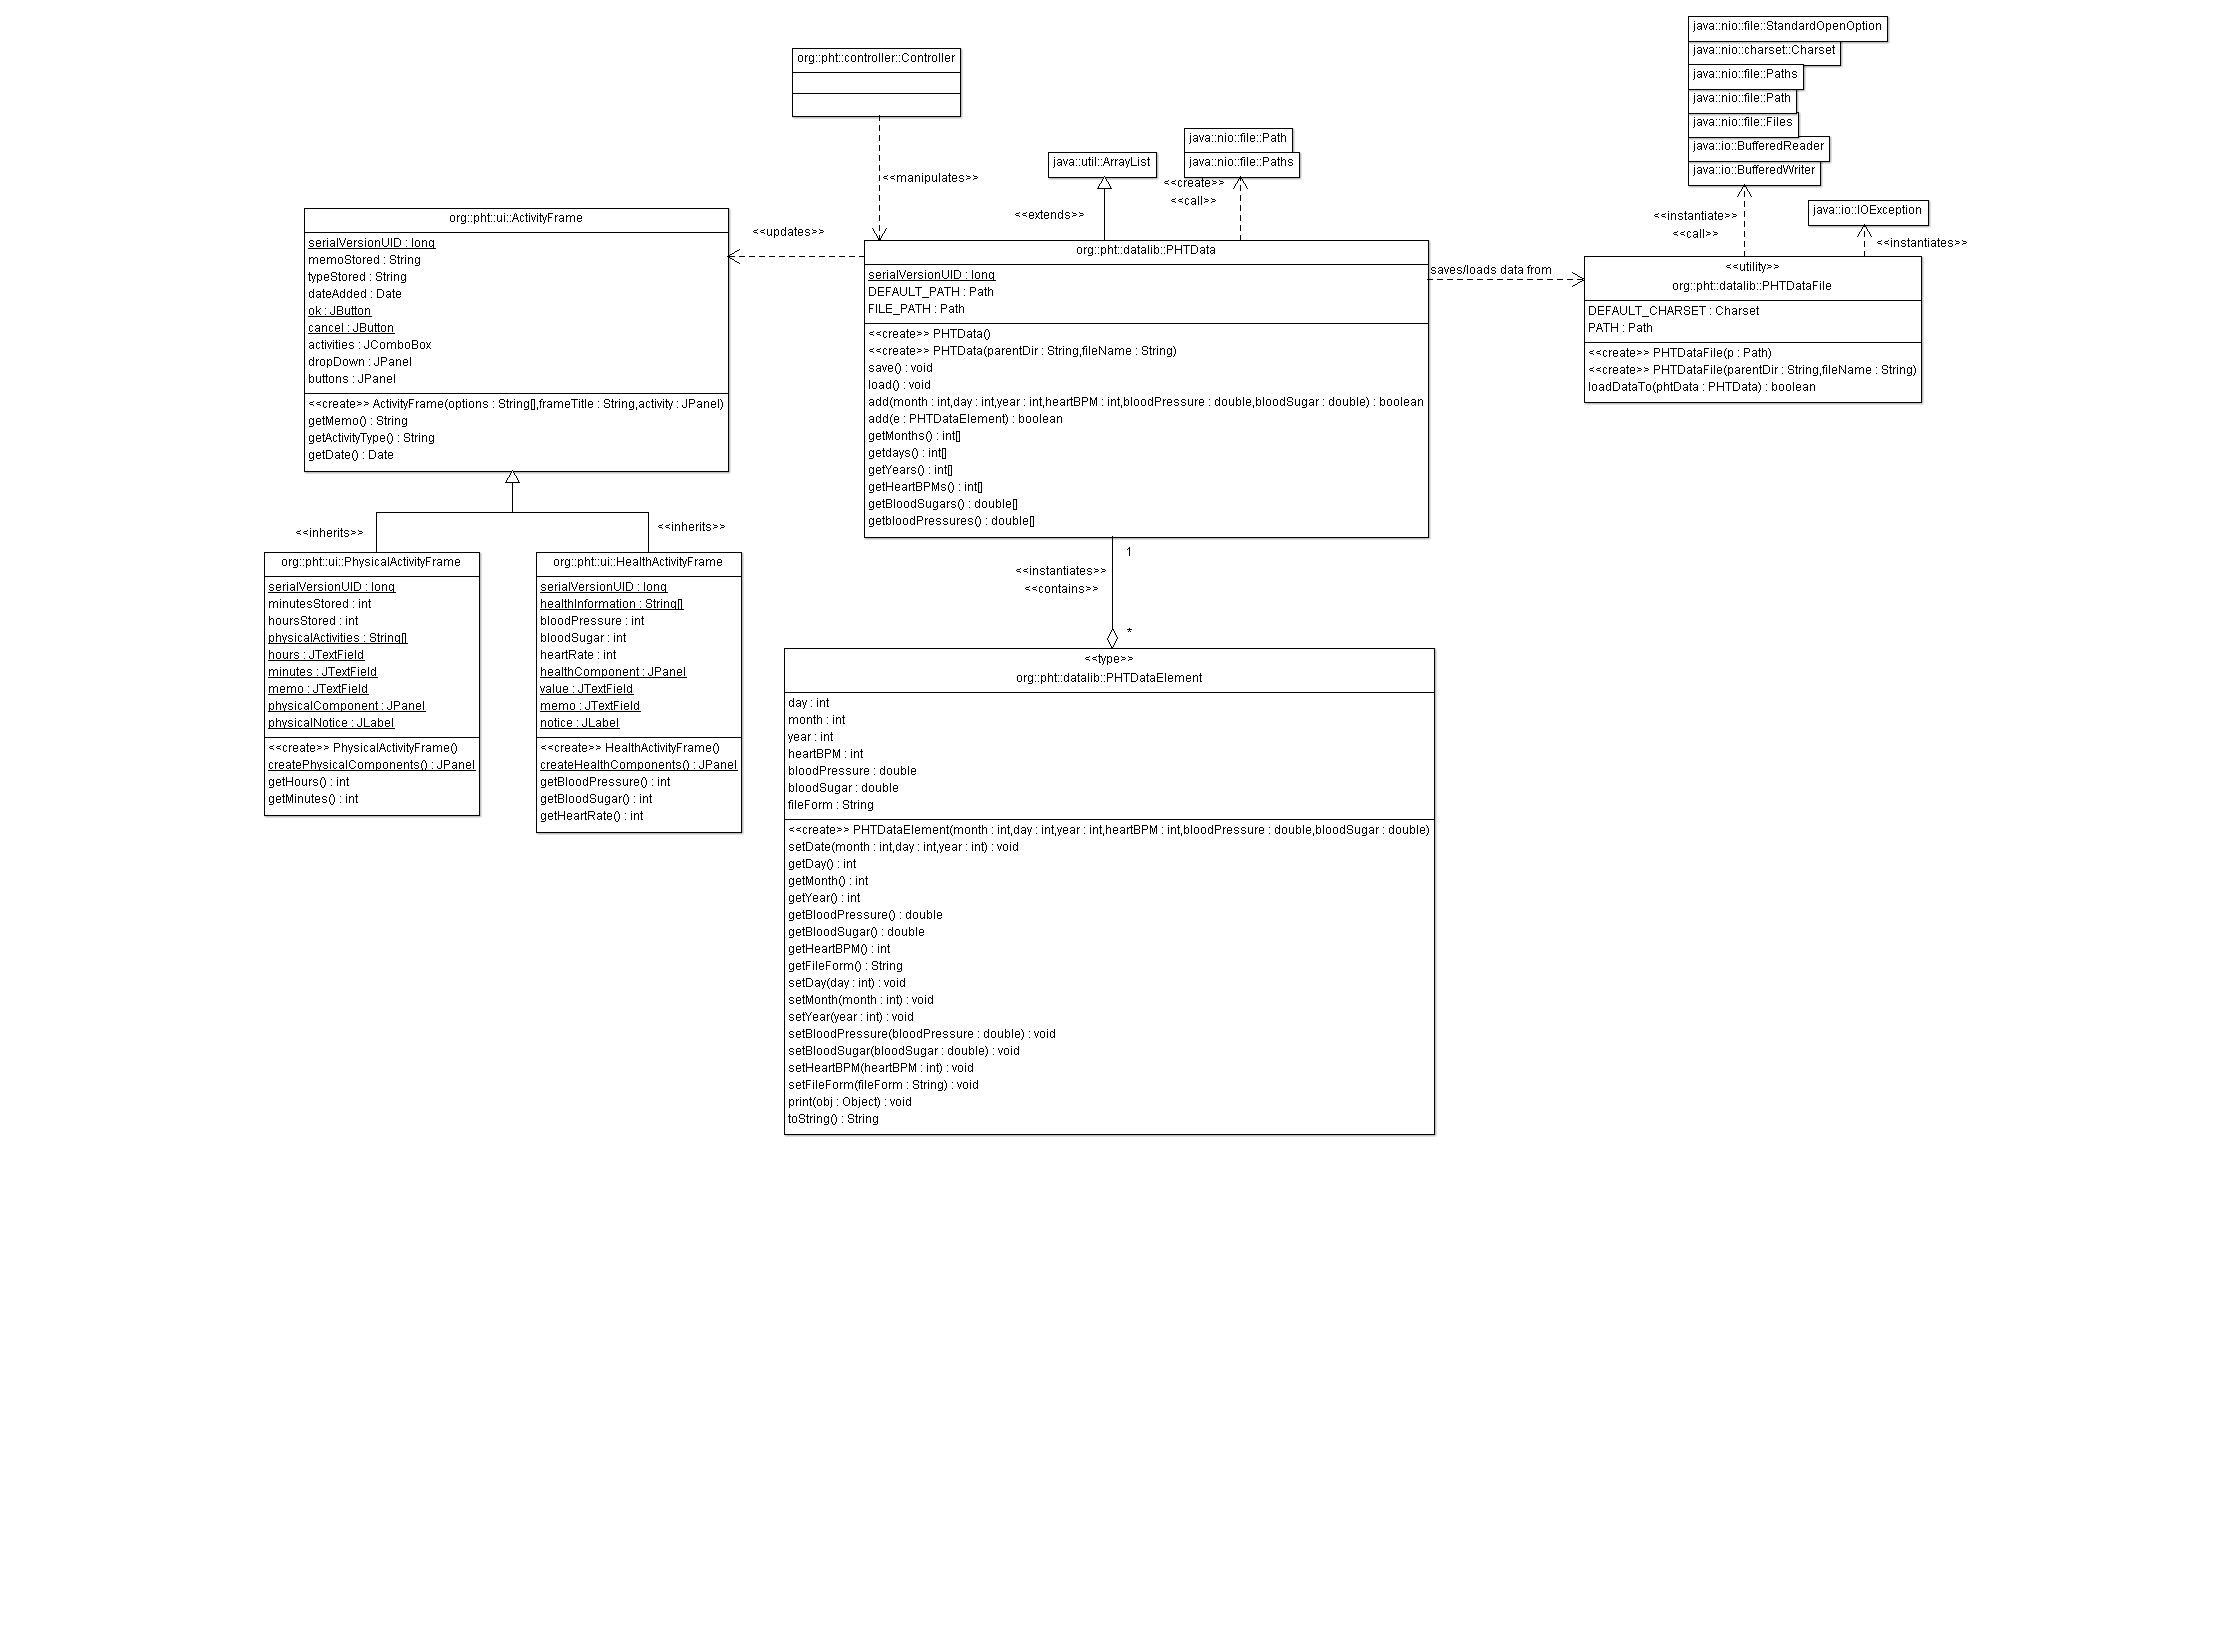 java::nio::file::StandardOpenOption
java::nio::charset::Charset
java::nio::file::Paths
java::nio::file::Path
java::nio::file::Files
java::io::BufferedReader
java::io::BufferedWriter
org::pht::controller::Controller
<<manipulates>>
java::util::ArrayList
java::nio::file::Path
java::nio::file::Paths
<<create>>
<<call>>
<<extends>>
<<instantiate>>
<<call>>
java::io::IOException
<<instantiates>>
<<updates>>
saves/loads data from
org::pht::ui::ActivityFrame
serialVersionUID : long
memoStored : String
typeStored : String
dateAdded : Date
ok : JButton
cancel : JButton
activities : JComboBox
dropDown : JPanel
buttons : JPanel
<<create>> ActivityFrame(options : String[],frameTitle : String,activity : JPanel)
getMemo() : String
getActivityType() : String
getDate() : Date
org::pht::datalib::PHTData
serialVersionUID : long
DEFAULT_PATH : Path
FILE_PATH : Path
<<create>> PHTData()
<<create>> PHTData(parentDir : String,fileName : String)
save() : void
load() : void
add(month : int,day : int,year : int,heartBPM : int,bloodPressure : double,bloodSugar : double) : boolean
add(e : PHTDataElement) : boolean
getMonths() : int[]
getdays() : int[]
getYears() : int[]
getHeartBPMs() : int[]
getBloodSugars() : double[]
getbloodPressures() : double[]
<<utility>>
org::pht::datalib::PHTDataFile
DEFAULT_CHARSET : Charset
PATH : Path
<<create>> PHTDataFile(p : Path)
<<create>> PHTDataFile(parentDir : String,fileName : String)
loadDataTo(phtData : PHTData) : boolean
<<inherits>>
<<inherits>>
org::pht::ui::PhysicalActivityFrame
serialVersionUID : long
minutesStored : int
hoursStored : int
physicalActivities : String[]
hours : JTextField
minutes : JTextField
memo : JTextField
physicalComponent : JPanel
physicalNotice : JLabel
<<create>> PhysicalActivityFrame()
createPhysicalComponents() : JPanel
getHours() : int
getMinutes() : int
org::pht::ui::HealthActivityFrame
serialVersionUID : long
healthInformation : String[]
bloodPressure : int
bloodSugar : int
heartRate : int
healthComponent : JPanel
value : JTextField
memo : JTextField
notice : JLabel
<<create>> HealthActivityFrame()
createHealthComponents() : JPanel
getBloodPressure() : int
getBloodSugar() : int
getHeartRate() : int
1
<<instantiates>>
<<contains>>
*
<<type>>
org::pht::datalib::PHTDataElement
day : int
month : int
year : int
heartBPM : int
bloodPressure : double
bloodSugar : double
fileForm : String
<<create>> PHTDataElement(month : int,day : int,year : int,heartBPM : int,bloodPressure : double,bloodSugar : double)
setDate(month : int,day : int,year : int) : void
getDay() : int
getMonth() : int
getYear() : int
getBloodPressure() : double
getBloodSugar() : double
getHeartBPM() : int
getFileForm() : String
setDay(day : int) : void
setMonth(month : int) : void
setYear(year : int) : void
setBloodPressure(bloodPressure : double) : void
setBloodSugar(bloodSugar : double) : void
setHeartBPM(heartBPM : int) : void
setFileForm(fileForm : String) : void
print(obj : Object) : void
toString() : String